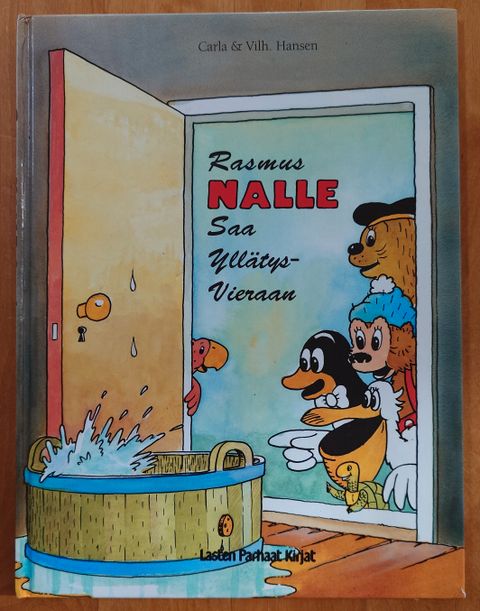 Carla & Vilh. Hansen
Rasmus
NALLE
Saa
Yllätys-
Vieraan
Lasten Parhaat Kirjat